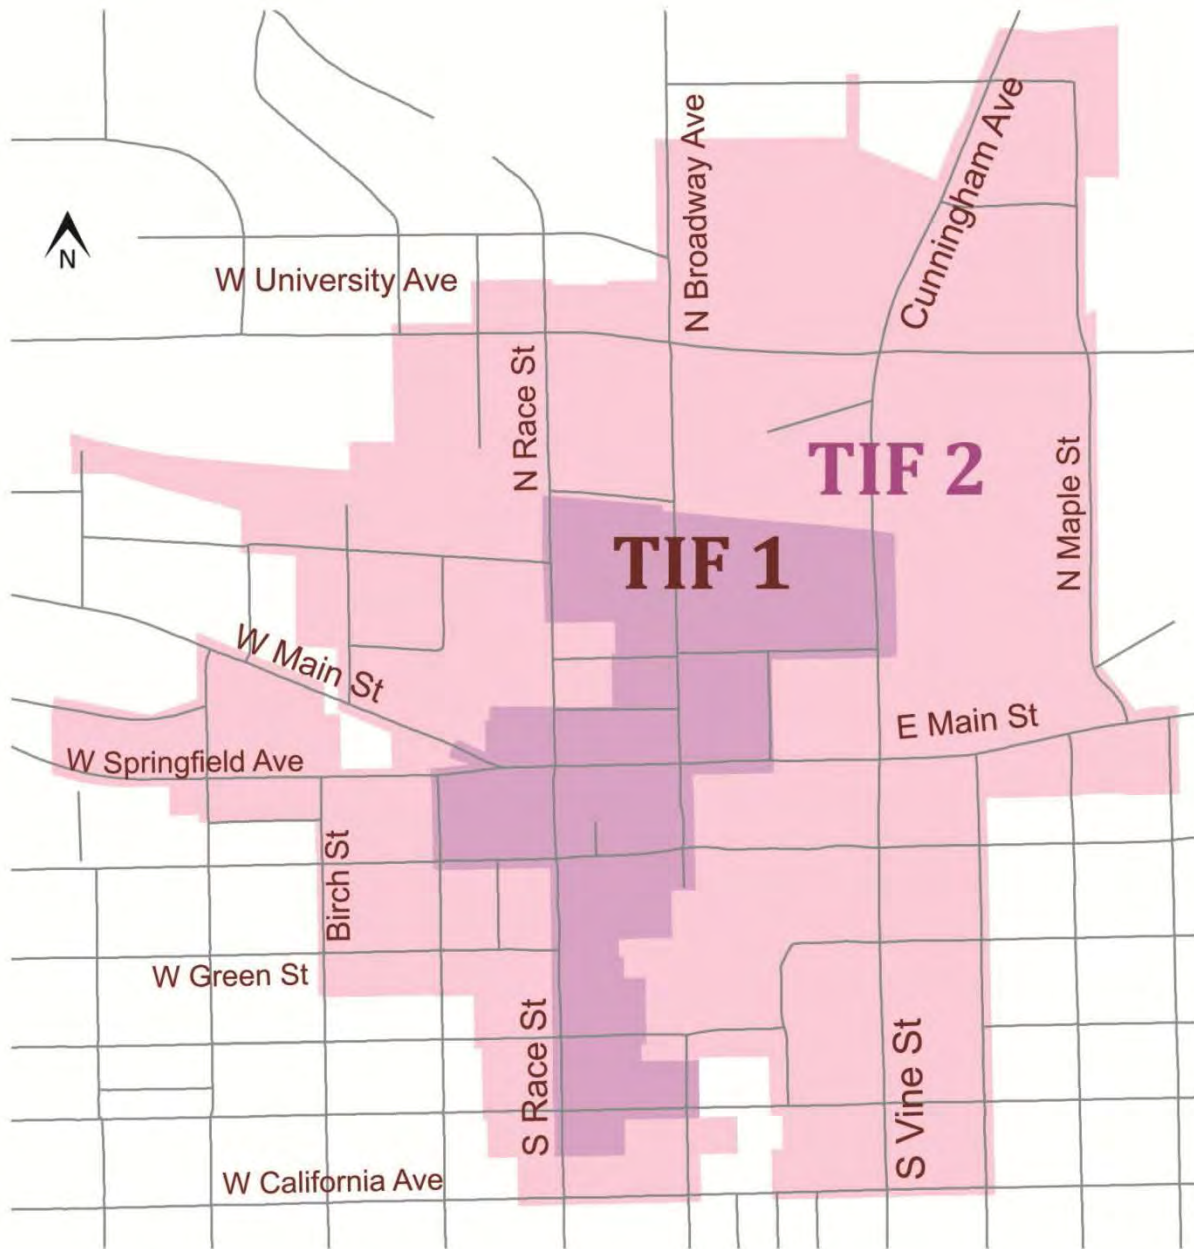 N Broadway Ave
Cunningham Ave
N
W University Ave
N Race St
TIF 2
N Maple St
TIF 1
W Main St
E Main St
W Springfield Ave
Birch St
W Green St
S Race St
S Vine St
W California Ave